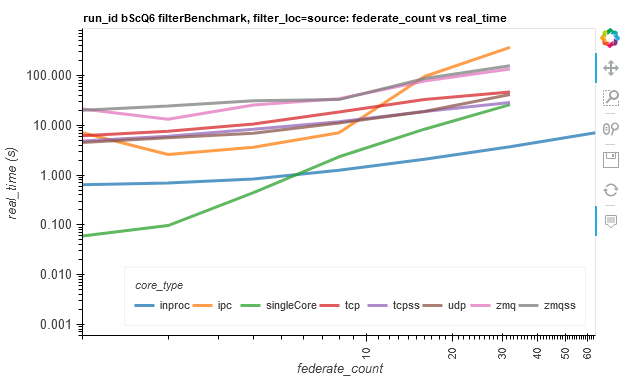 run_id bScQ6 filterBenchmark, filter_loc=source: federate_count vs real_time
100.000
10.000
1.000
0.100
0.010
0.001
real_time (s)
core_type
inproc ipc singleCore tcp tcpss udp zmq zmqss
10 20 30 40 50 60
federate_count